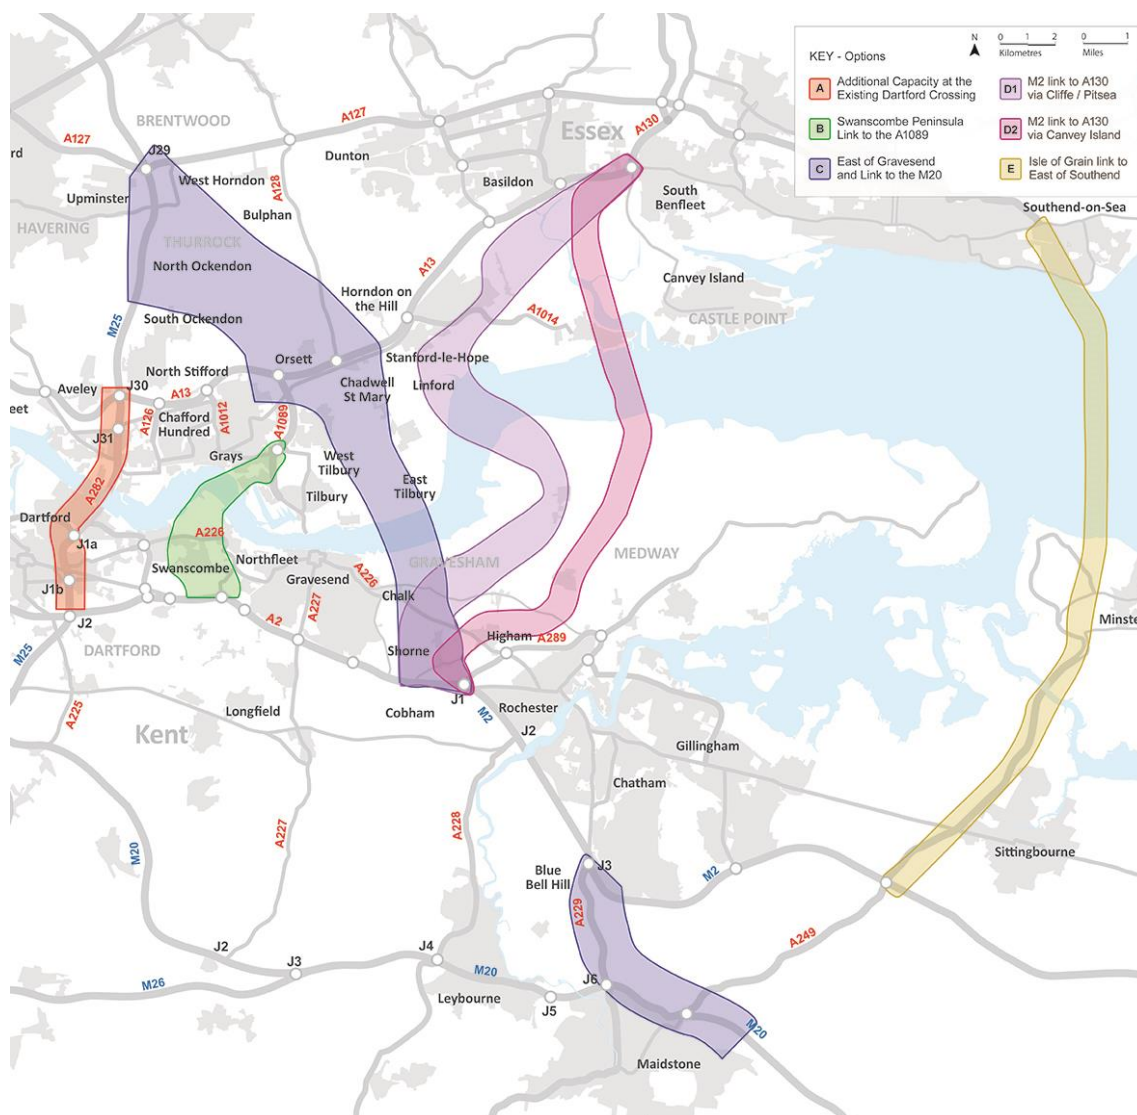 KEY - Options
N
0 1 2
Kilometres
0 1
Miles
A
Additional Capacity at the
Existing Dartford Crossing
B
Swanscombe Peninsula
Link to the A1089
C
East of Gravesend
and Link to the M20
D1
M2 link to A130
via Cliffe / Pitsea
D2
M2 link to A130
via Canvey Island
E
Isle of Grain link to
East of Southend
BRENTWOOD
A127
A127
Essex
A130
rd
J29
Dunton
West Horndon
A128
Basildon
Upminster
South
Benfleet
Southend-on-Sea
Bulphan
HAVERING
THURROCK
North Ockendon
A13
Canvey Island
Horndon on
the Hill
A1014
CASTLE POINT
South Ockendon
M25
Stanford-le-Hope
Orsett
North Stifford
Aveley
J30
A13
Chadwell
St Mary
Linford
eet
A126
Chafford
Hundred
A1012
A1089
J31
Grays
West
Tilbury
East
Tilbury
Tilbury
A282
Dartford
A226
J1a
Northfleet
GRAVESHAM
MEDWAY
Swanscombe
Gravesend
A226
J1b
Chalk
A227
J2
A2
Higham
A289
Minste
M25
DARTFORD
Shorne
J1
A225
Longfield
Cobham
M2
Rochester
Kent
J2
Gillingham
Chatham
A227
A228
M20
Sittingbourne
Blue
Bell Hill
J3
M2
A229
A249
J2
J3
J4
M20
J6
M26
Leybourne
J5
M20
Maidstone